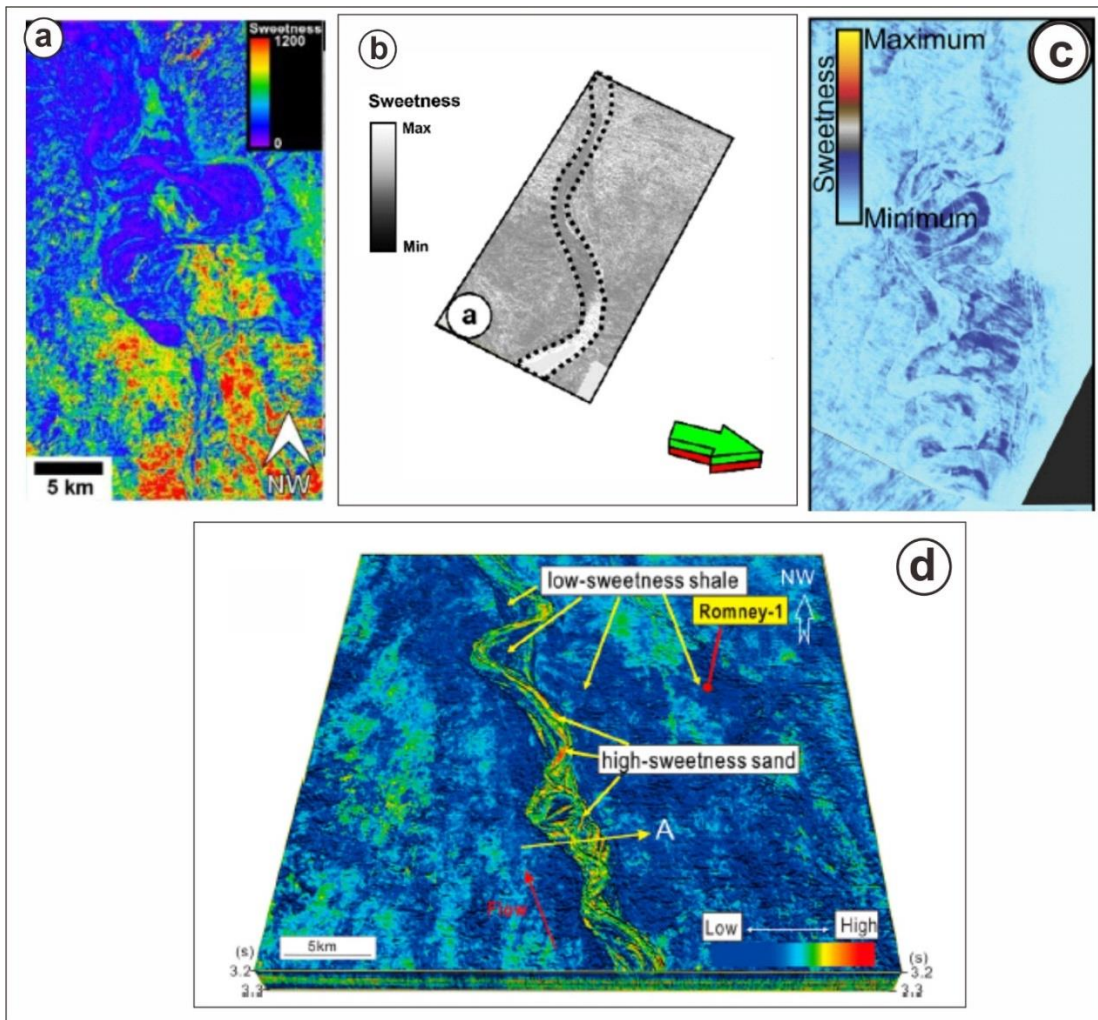 a
Sweetness
1200
0
5 km
NW
b
Sweetness
Max
Min
a
c
Sweetness
Maximum
Minimum
d
low-sweetness shale
NW
Romney-1
high-sweetness sand
A
Flow
5km
Low
High
(s)
3.2
3.3
(s)
3.2
3.3